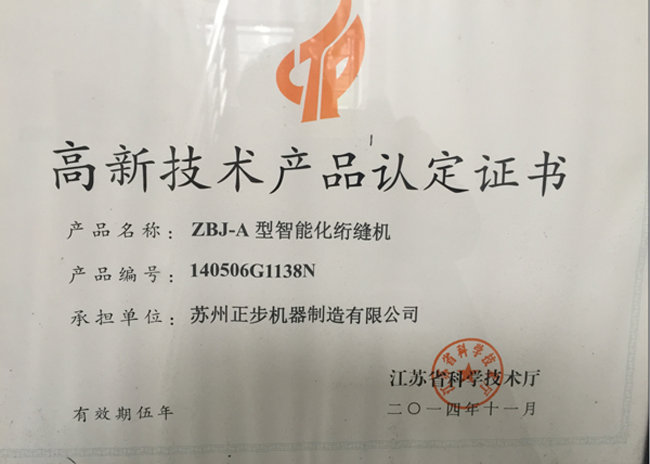 高新技术产品认定证书
产品名称：ZBJ-A 型智能化绗缝机
产品编号：140506G1138N
承担单位：苏州正步机器制造有限公司
江苏省科学技术厅
有效期伍年
二〇一四年十一月